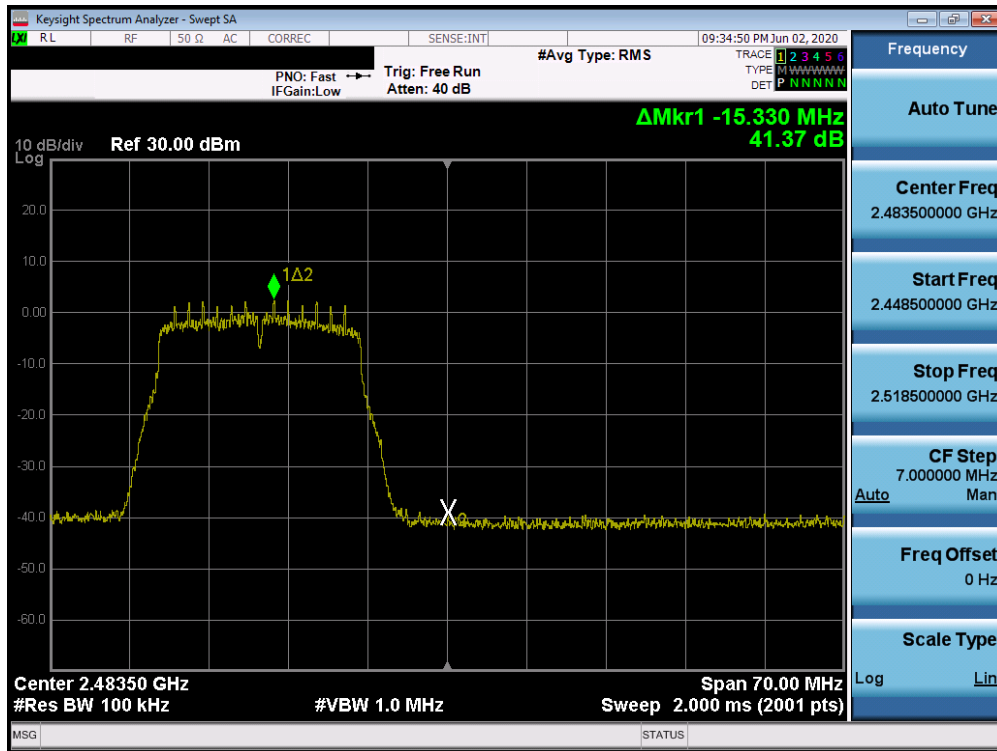 Keysight Spectrum Analyzer - Swept SA
LXI RL RF 50 Ω AC CORREC SENSE:INT 09:34:50 PM Jun 02, 2020
#Avg Type: RMS
TRACE 1 2 3 4 5 6
PNO: Fast Trig: Free Run
TYPE M WWWWW
IFGain:Low Atten: 40 dB
DET P N N N N N
ΔMkr1 -15.330 MHz
41.37 dB
10 dB/div Ref 30.00 dBm
Log
20.0
10.0
1Δ2
0.00
-10.0
-20.0
-30.0
-40.0
X 2
-50.0
-60.0
Center 2.48350 GHz Span 70.00 MHz
#Res BW 100 kHz #VBW 1.0 MHz Sweep 2.000 ms (2001 pts)
MSG STATUS
Frequency
Auto Tune
Center Freq
2.483500000 GHz
Start Freq
2.448500000 GHz
Stop Freq
2.518500000 GHz
CF Step
7.000000 MHz
Auto Man
Freq Offset
0 Hz
Scale Type
Log Lin